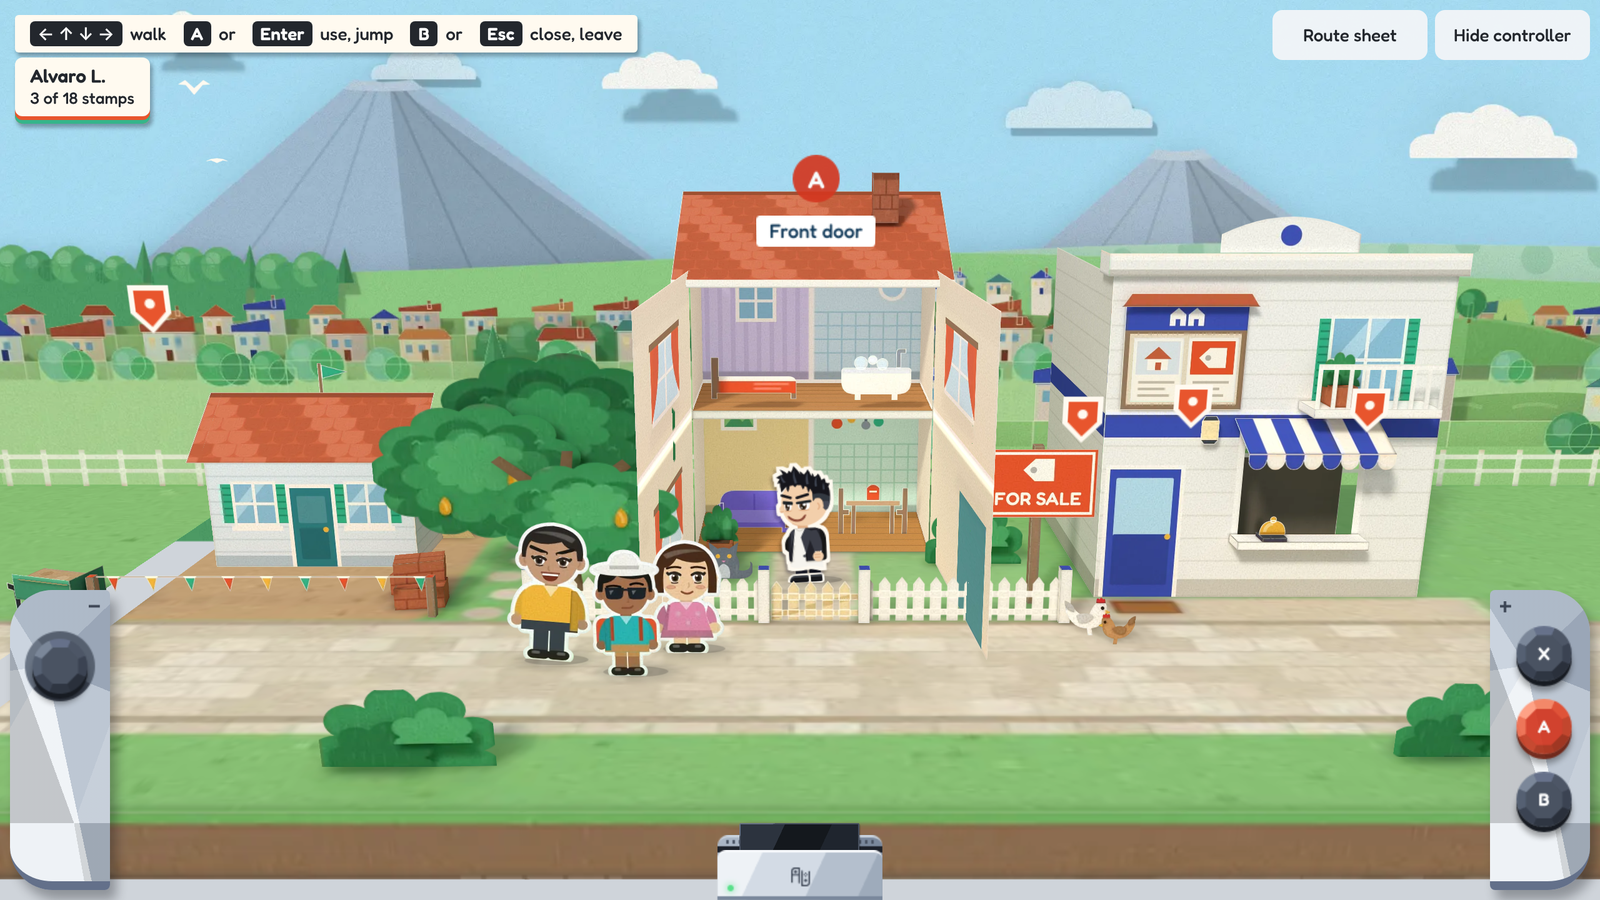 ← ↑ ↓ → walk A or Enter use, jump B or Esc close, leave
Route sheet
Hide controller
Alvaro L.
3 of 18 stamps
A
Front door
FOR SALE
X
A
B